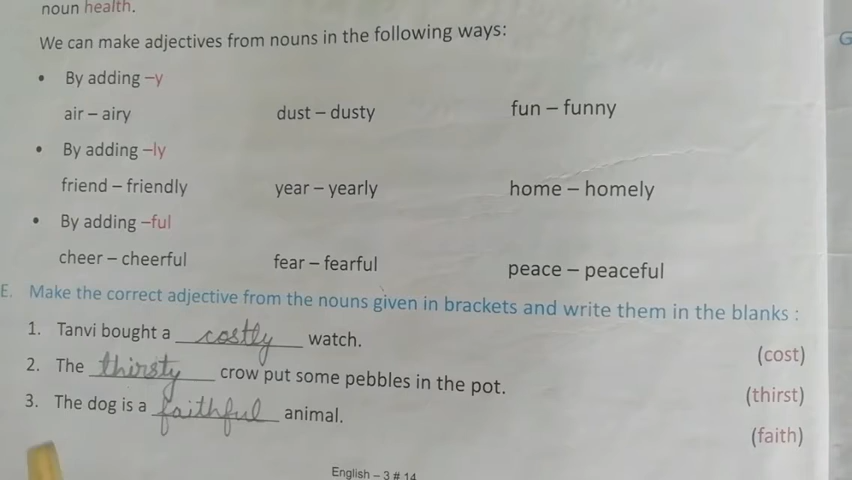 noun health.
We can make adjectives from nouns in the following ways:
• By adding –y
air – airy dust – dusty fun – funny
• By adding –ly
friend – friendly year – yearly home – homely
• By adding –ful
cheer – cheerful fear – fearful peace – peaceful
E. Make the correct adjective from the nouns given in brackets and write them in the blanks :
1. Tanvi bought a costly watch. (cost)
2. The thirsty crow put some pebbles in the pot. (thirst)
3. The dog is a faithful animal. (faith)
English – 3 # 14
G